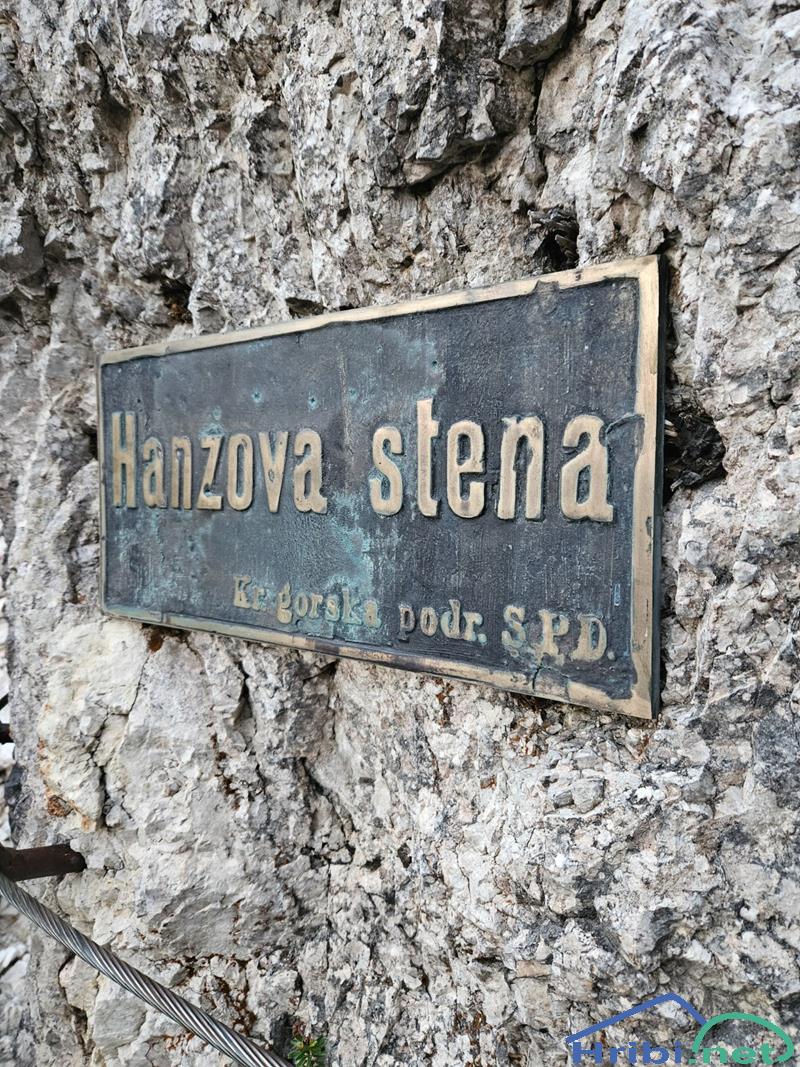 Hanzova stena
Kr. gorska podr. S.P.D.
Hribi.net